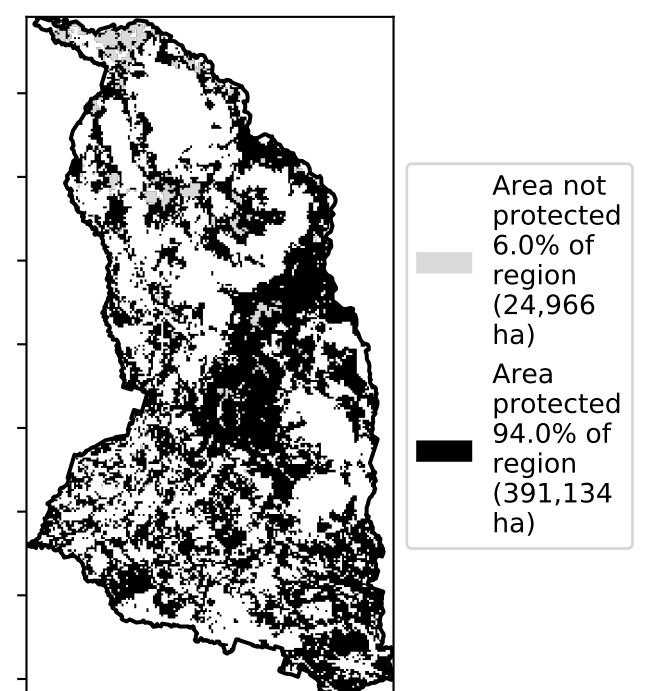 Area not
protected
6.0% of
region
(24,966
ha)
Area
protected
94.0% of
region
(391,134
ha)